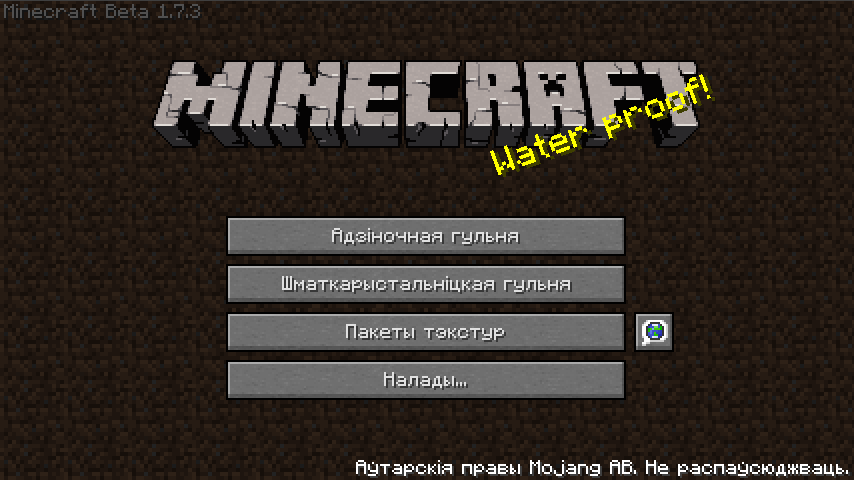 Minecraft Beta 1.7.3
MINECRAFT
Water proof!
Адзіночная гульня
Шматкарыстальніцкая гульня
Пакеты тэкстур
Налады...
Аўтарскія правы Mojang AB. Не распаўсюджваць.